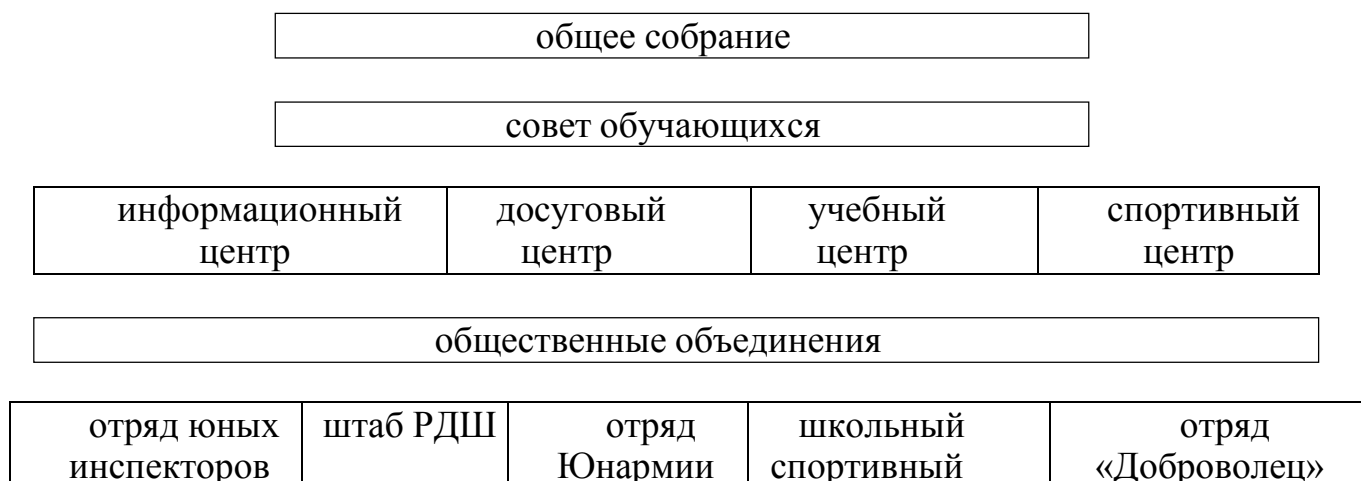 общее собрание
совет обучающихся
информационный центр
досуговый центр
учебный центр
спортивный центр
общественные объединения
отряд юных инспекторов
штаб РДШ
отряд Юнармии
школьный спортивный
отряд «Доброволец»